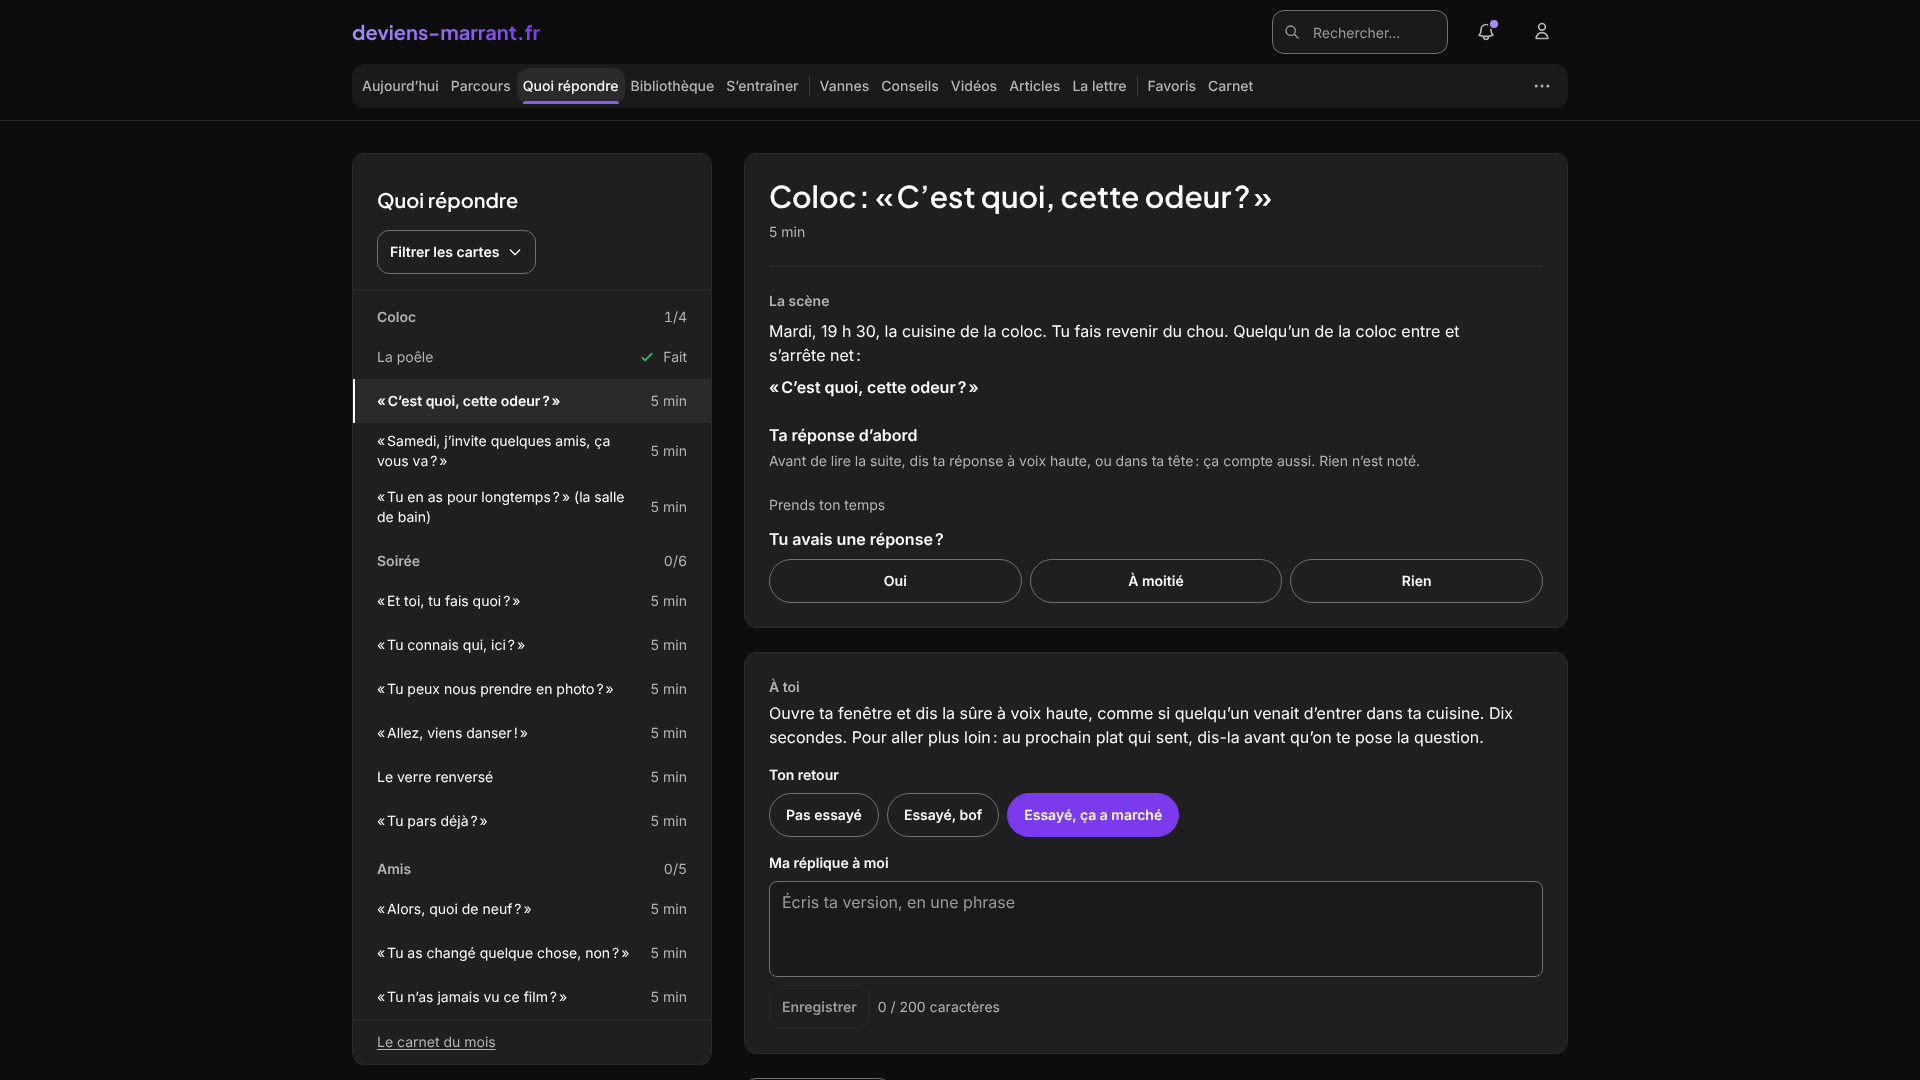 deviens-marrant.fr
Rechercher...
Aujourd’hui Parcours Quoi répondre Bibliothèque S’entraîner Vannes Conseils Vidéos Articles La lettre Favoris Carnet
Quoi répondre
Filtrer les cartes
Coloc 1/4
La poêle Fait
« C’est quoi, cette odeur ? » 5 min
« Samedi, j’invite quelques amis, ça
vous va ? » 5 min
« Tu en as pour longtemps ? » (la salle
de bain) 5 min
Soirée 0/6
« Et toi, tu fais quoi ? » 5 min
« Tu connais qui, ici ? » 5 min
« Tu peux nous prendre en photo ? » 5 min
« Allez, viens danser ! » 5 min
Le verre renversé 5 min
« Tu pars déjà ? » 5 min
Amis 0/5
« Alors, quoi de neuf ? » 5 min
« Tu as changé quelque chose, non ? » 5 min
« Tu n’as jamais vu ce film ? » 5 min
Le carnet du mois
Coloc : « C’est quoi, cette odeur ? »
5 min
La scène
Mardi, 19 h 30, la cuisine de la coloc. Tu fais revenir du chou. Quelqu’un de la coloc entre et
s’arrête net :
« C’est quoi, cette odeur ? »
Ta réponse d’abord
Avant de lire la suite, dis ta réponse à voix haute, ou dans ta tête : ça compte aussi. Rien n’est noté.
Prends ton temps
Tu avais une réponse ?
Oui À moitié Rien
À toi
Ouvre ta fenêtre et dis la sûre à voix haute, comme si quelqu’un venait d’entrer dans ta cuisine. Dix
secondes. Pour aller plus loin : au prochain plat qui sent, dis-la avant qu’on te pose la question.
Ton retour
Pas essayé Essayé, bof Essayé, ça a marché
Ma réplique à moi
Écris ta version, en une phrase
Enregistrer 0 / 200 caractères